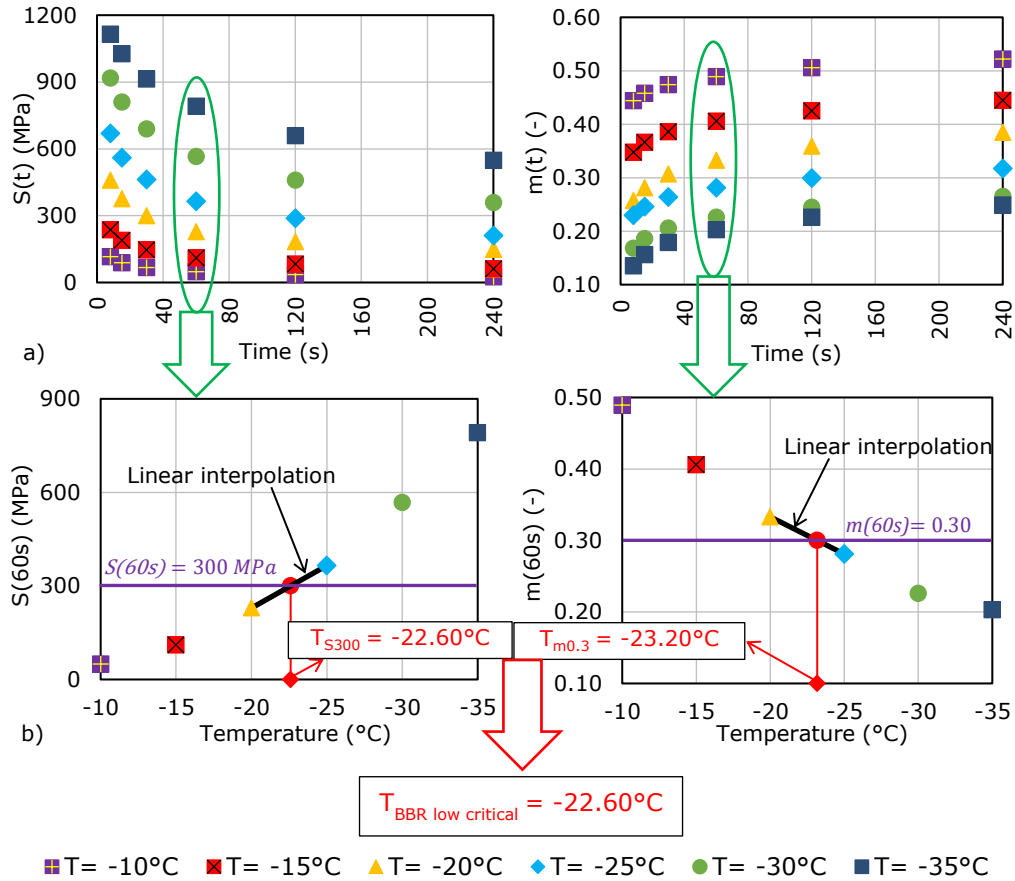 1200
900
600
300
0
S(t) (MPa)
0
40
80
120
160
200
240
Time (s)
a)
0.60
0.50
0.40
0.30
0.20
0.10
m(t) (-)
0
40
80
120
160
200
240
Time (s)
900
600
300
0
S(60s) (MPa)
Linear interpolation
S(60s) = 300 MPa
T_S300 = -22.60°C
-10
-15
-20
-25
-30
-35
Temperature (°C)
b)
0.50
0.40
0.30
0.20
0.10
m(60s) (-)
Linear interpolation
m(60s)= 0.30
T_m0.3 = -23.20°C
-10
-15
-20
-25
-30
-35
Temperature (°C)
T_BBR low critical = -22.60°C
T= -10°C T= -15°C T= -20°C T= -25°C T= -30°C T= -35°C